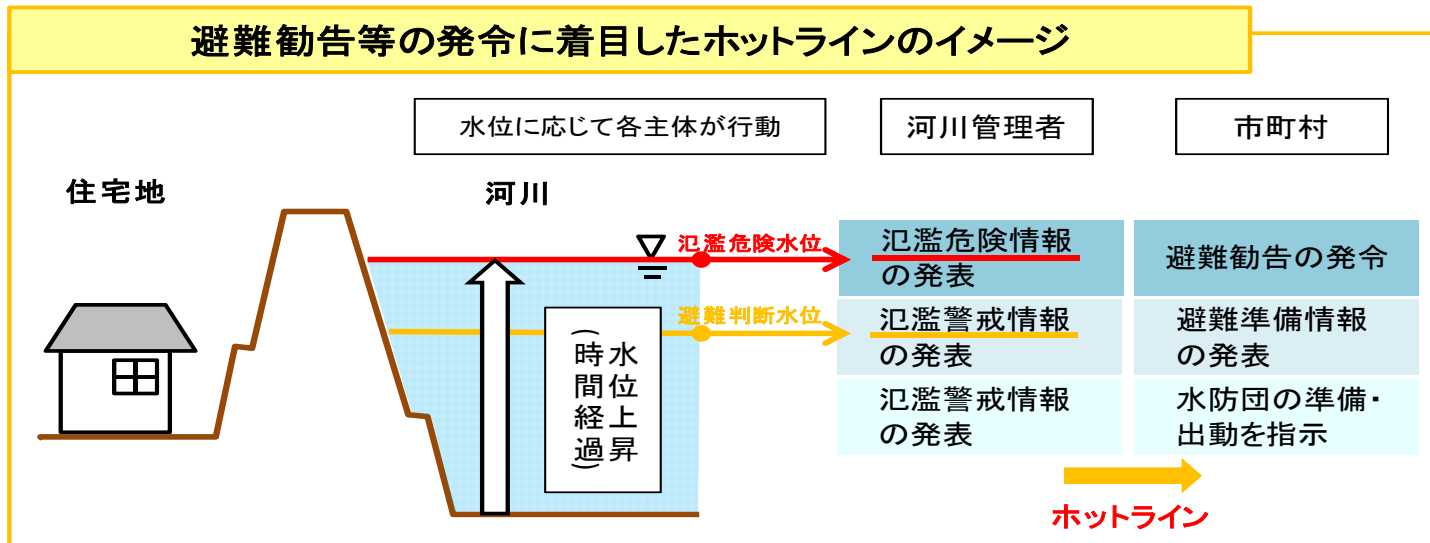 避難勧告等の発令に着目したホットラインのイメージ
水位に応じて各主体が行動
河川管理者
市町村
住宅地
河川
氾濫危険水位
氾濫危険情報
の発表
避難勧告の発令
避難判断水位
氾濫警戒情報
の発表
避難準備情報
の発表
水位上昇
(時間経過)
氾濫警戒情報
の発表
水防団の準備・
出動を指示
ホットライン